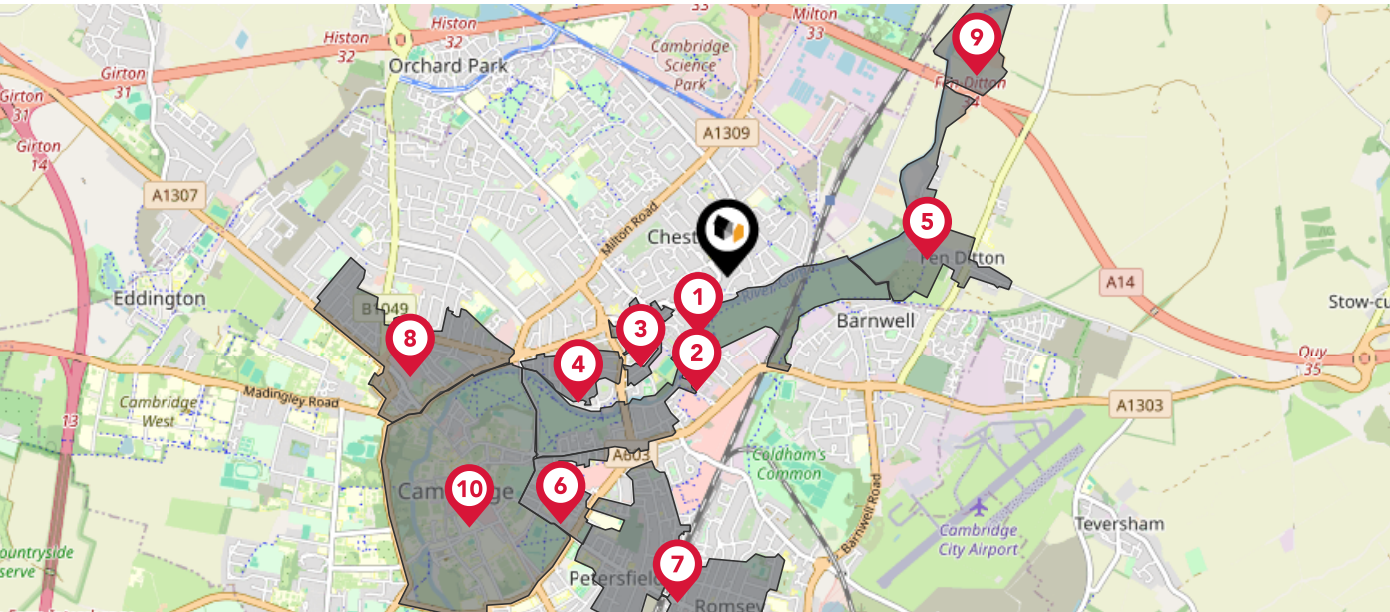 33
Histon
32
Milton
33
9
Histon
32
Cambridge
Science
Park
Orchard Park
Girton
31
Fen Ditton
34
Girton
31
A1309
Girton
14
A1307
Milton Road
5
Chest
Fen Ditton
River Cam
A14
Eddington
1
Stow-cu
B1049
3
Barnwell
8
2
4
Quy
35
Madingley Road
Cambridge
West
A1303
13
A603
Coldham's
Common
10
6
Cambridge
Barnwell Road
Cambridge
City Airport
Teversham
ountryside
serve
7
Petersfield
Romsey